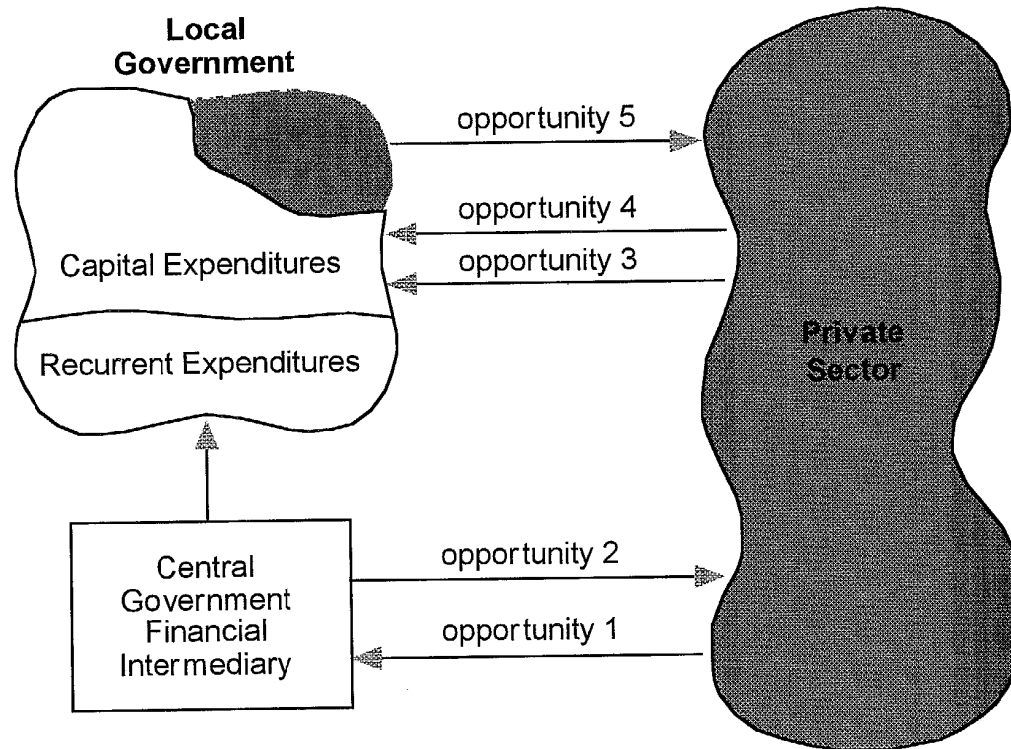 Local
Government
opportunity 5
opportunity 4
Capital Expenditures
opportunity 3
Private
Sector
Recurrent Expenditures
Central
Government
Financial
Intermediary
opportunity 2
opportunity 1